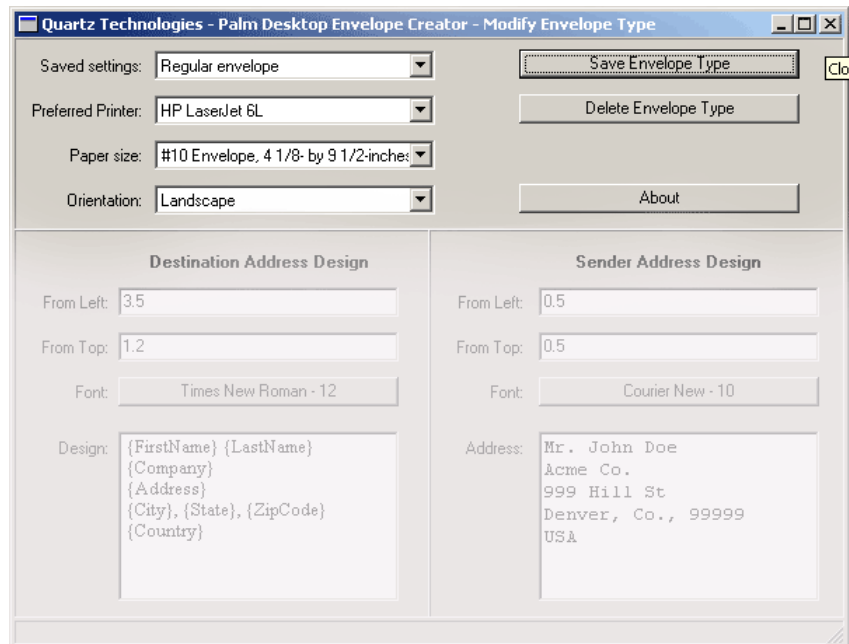 Quartz Technologies - Palm Desktop Envelope Creator - Modify Envelope Type
Saved settings: Regular envelope
Save Envelope Type
Clo
Preferred Printer: HP LaserJet 6L
Delete Envelope Type
Paper size: #10 Envelope, 4 1/8- by 9 1/2-inches
Orientation: Landscape
About
Destination Address Design
From Left: 3.5
From Top: 1.2
Font: Times New Roman - 12
Design: {FirstName} {LastName}
{Company}
{Address}
{City}, {State}, {ZipCode}
{Country}
Sender Address Design
From Left: 0.5
From Top: 0.5
Font: Courier New - 10
Address: Mr. John Doe
Acme Co.
999 Hill St
Denver, Co., 99999
USA